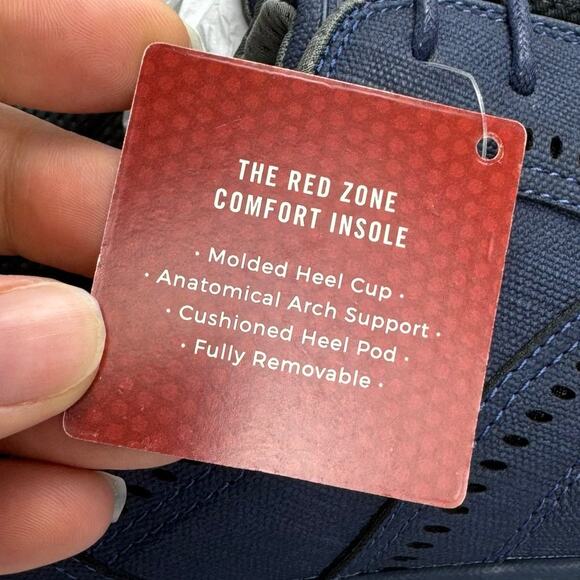 THE RED ZONE
COMFORT INSOLE
· Molded Heel Cup ·
· Anatomical Arch Support ·
· Cushioned Heel Pod ·
· Fully Removable ·